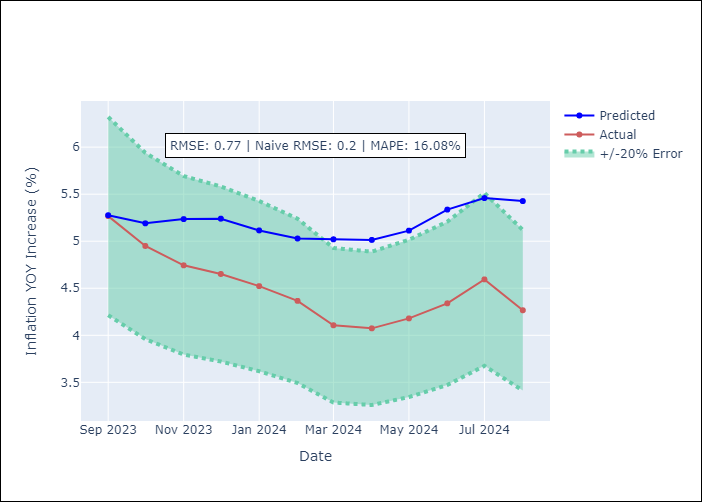 RMSE: 0.77 | Naive RMSE: 0.2 | MAPE: 16.08%
Predicted
Actual
+/-20% Error
Inflation YOY Increase (%)
6
5.5
5
4.5
4
3.5
Sep 2023
Nov 2023
Jan 2024
Mar 2024
May 2024
Jul 2024
Date